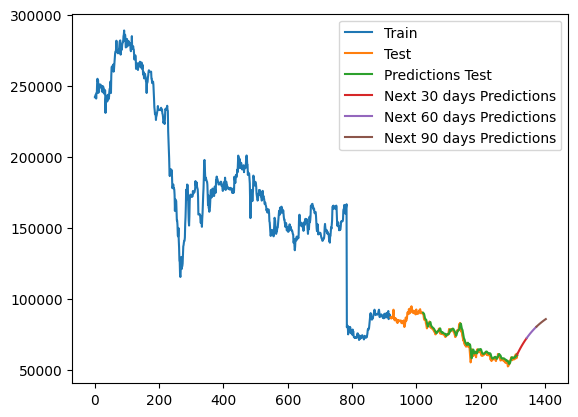 300000
250000
200000
150000
100000
50000
0
200
400
600
800
1000
1200
1400
Train
Test
Predictions Test
Next 30 days Predictions
Next 60 days Predictions
Next 90 days Predictions